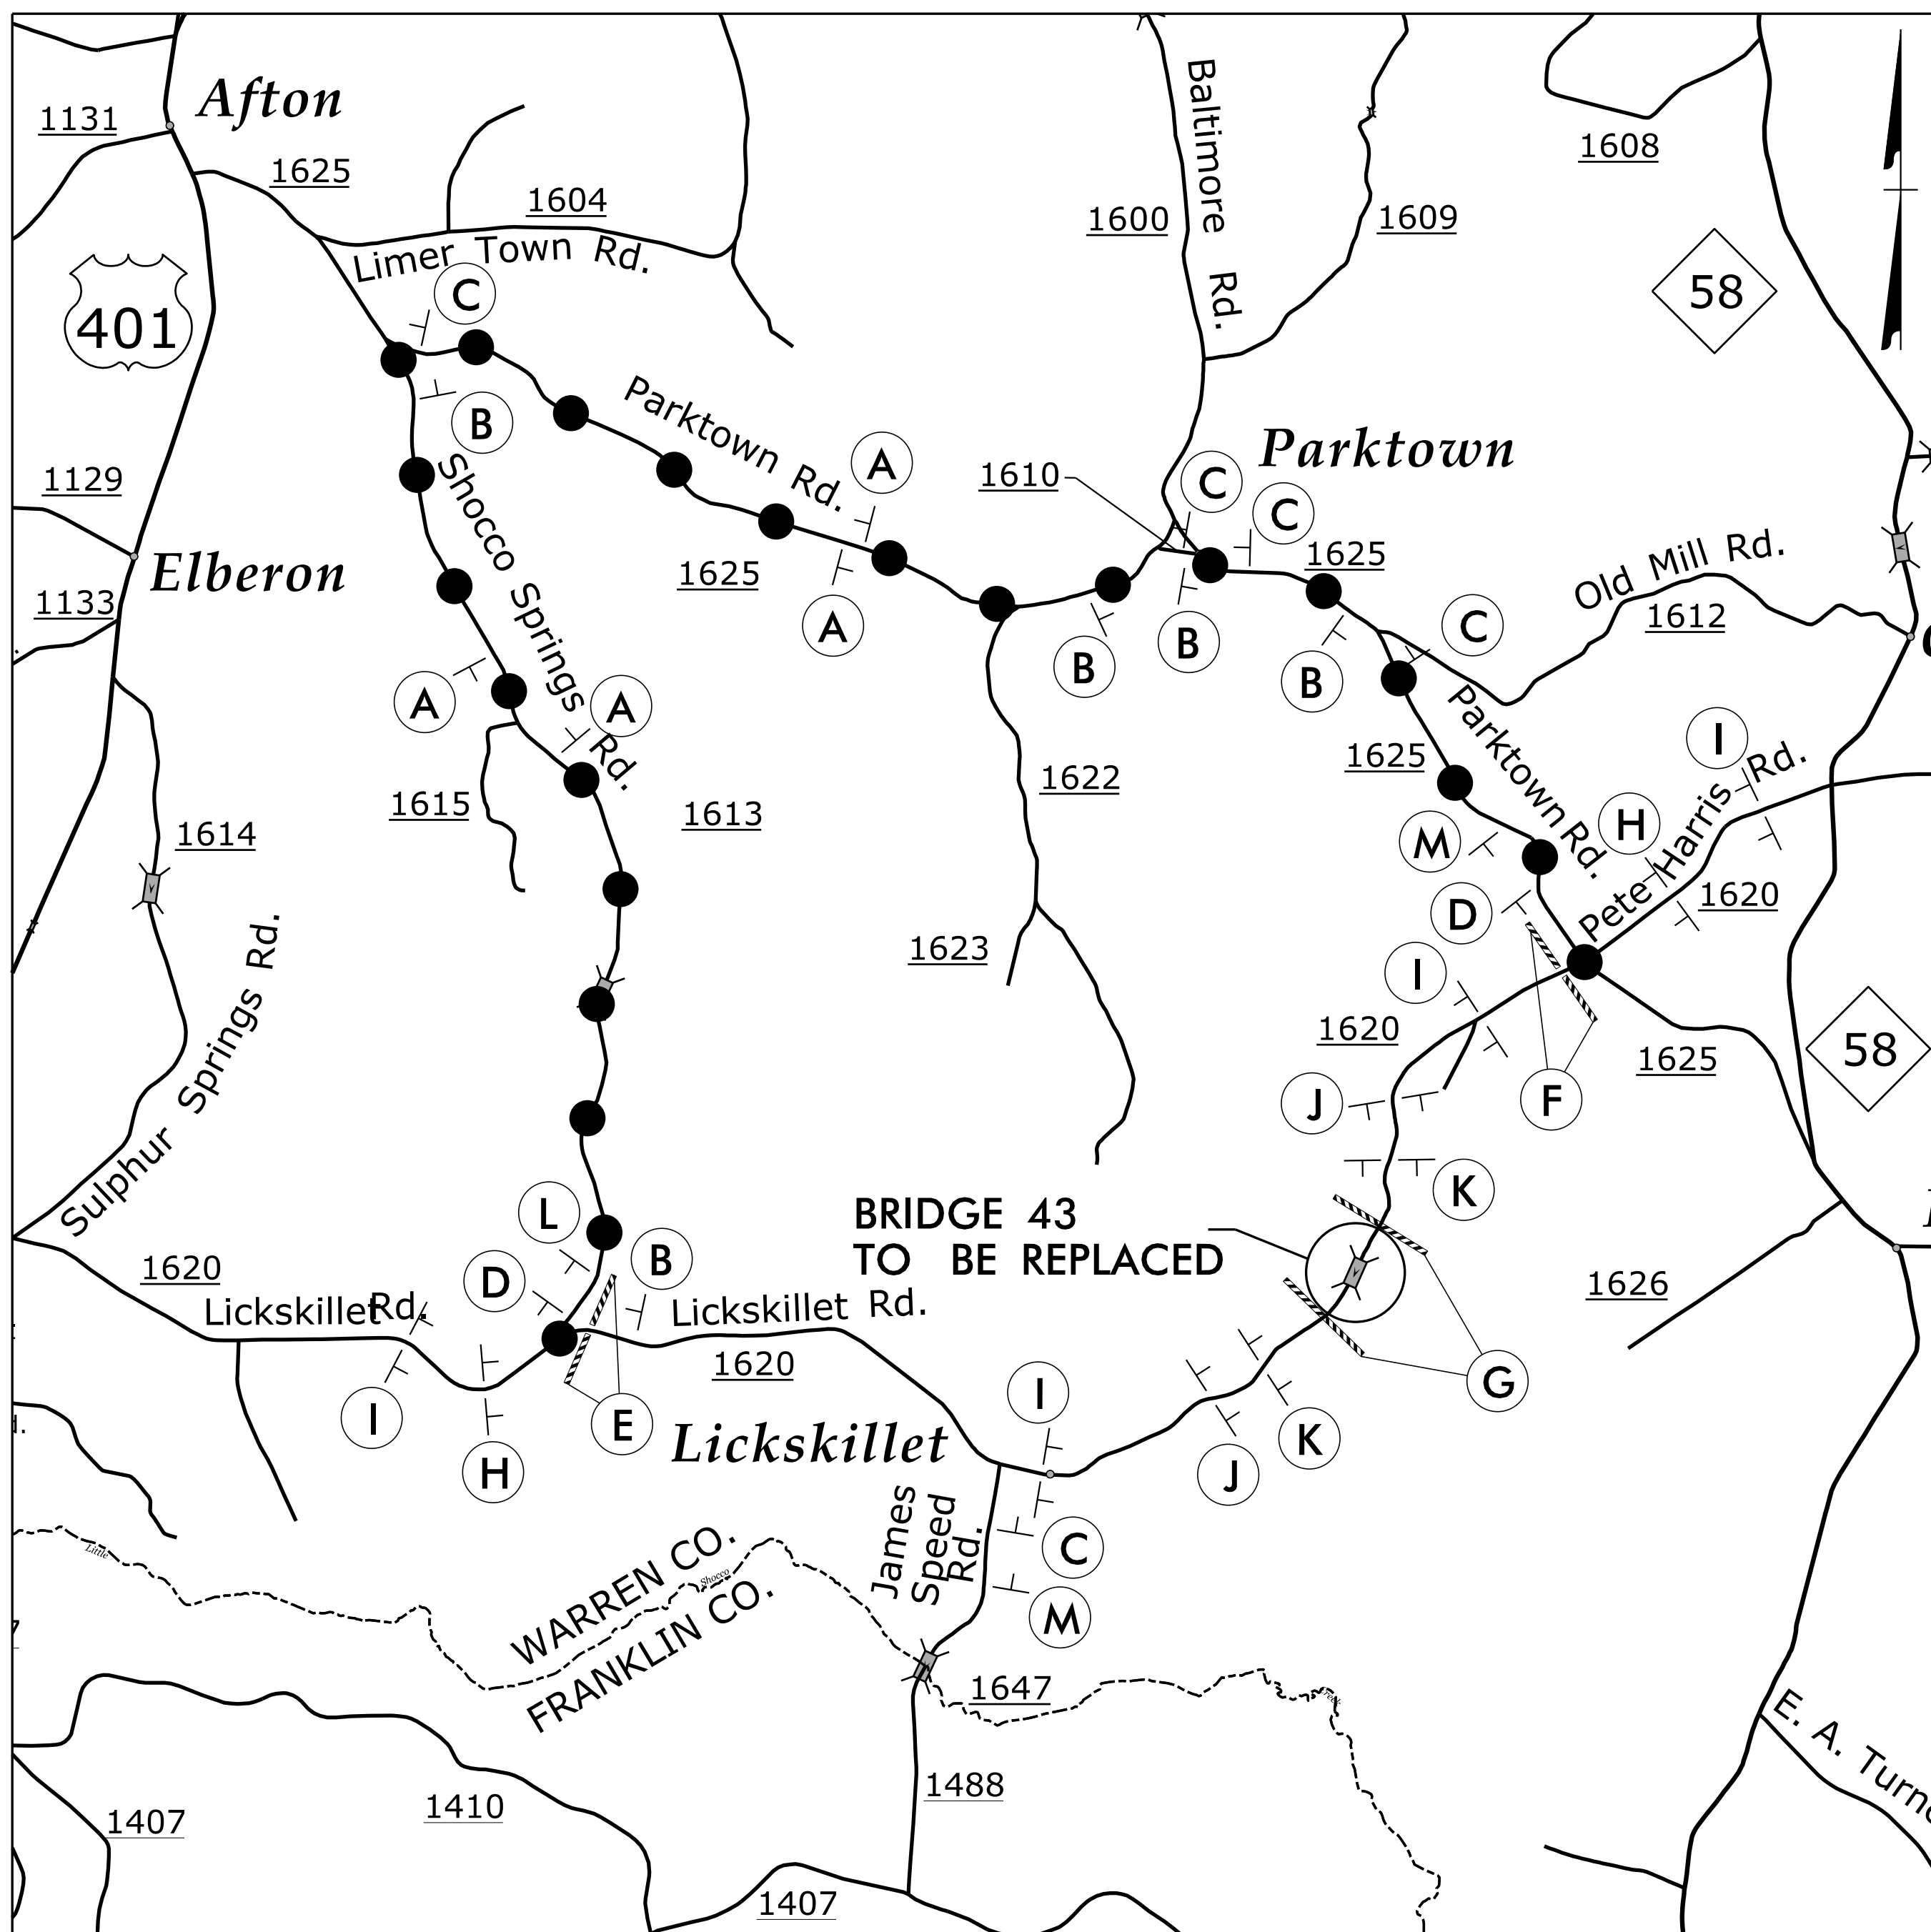 Afton
1131
1625
1604
Limer Town Rd.
401
C
B
Baltimore Rd.
1600
1609
1608
58
Parktown Rd.
A
A
1625
1610
Parktown
C
C
B
B
B
1625
C
Old Mill Rd.
1612
1129
Elberon
1133
Shocco Springs Rd.
A
A
1615
1613
1614
1622
1623
1625
Parktown Rd.
M
D
I
H
I
Pete Harris Rd.
1620
1620
F
1625
58
J
K
Sulphur Springs Rd.
1620
Lickskillet Rd.
L
D
B
Lickskillet Rd.
1620
BRIDGE 43
TO BE REPLACED
1626
G
I
H
E
Lickskillet
I
J
K
C
M
James
Speed
Rd.
Little
Shocco
WARREN CO.
FRANKLIN CO.
1647
1488
1410
1407
1407
E. A. Turn